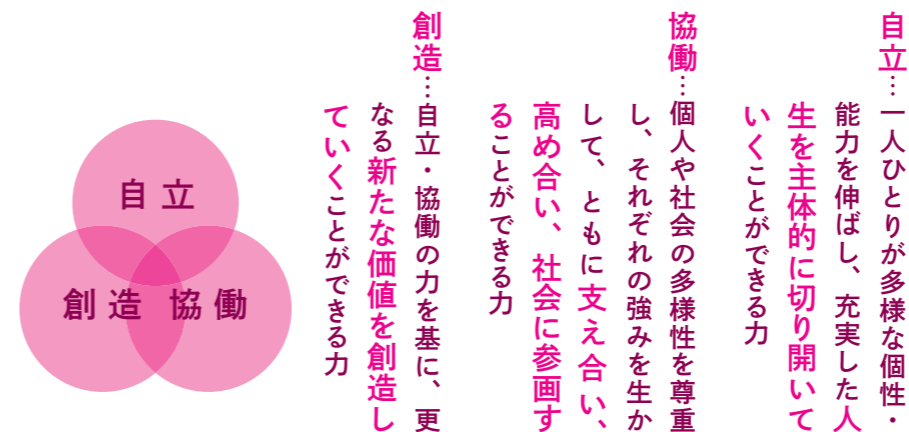 自立…一人ひとりが多様な個性・
能力を伸ばし、充実した人
生を主体的に切り開いて
いくことができる力
協働…個人や社会の多様性を尊重
し、それぞれの強みを生か
して、ともに支え合い、
高め合い、社会に参画す
ることができる力
創造…自立・協働の力を基に、更
なる新たな価値を創造し
ていくことができる力
自立
創造
協働